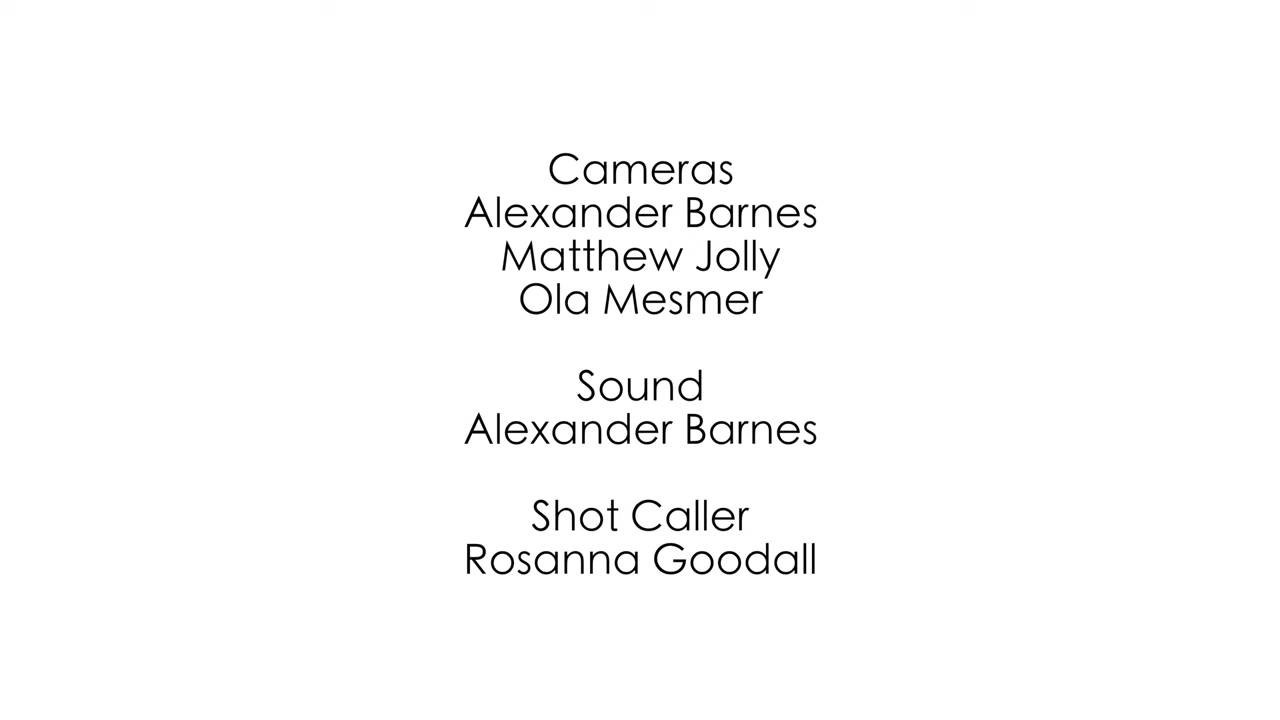 Cameras
Alexander Barnes
Matthew Jolly
Ola Mesmer
Sound
Alexander Barnes
Shot Caller
Rosanna Goodall